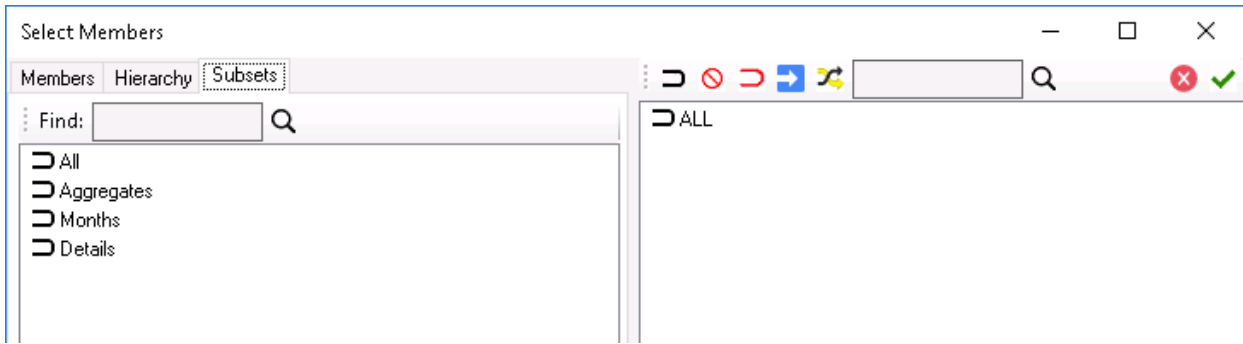 Select Members
Members Hierarchy Subsets
Find:
All
Aggregates
Months
Details
ALL